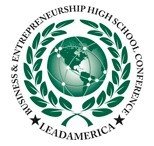 BUSINESS & ENTREPRENEURSHIP HIGH SCHOOL CONFERENCE
LEADAMERICA